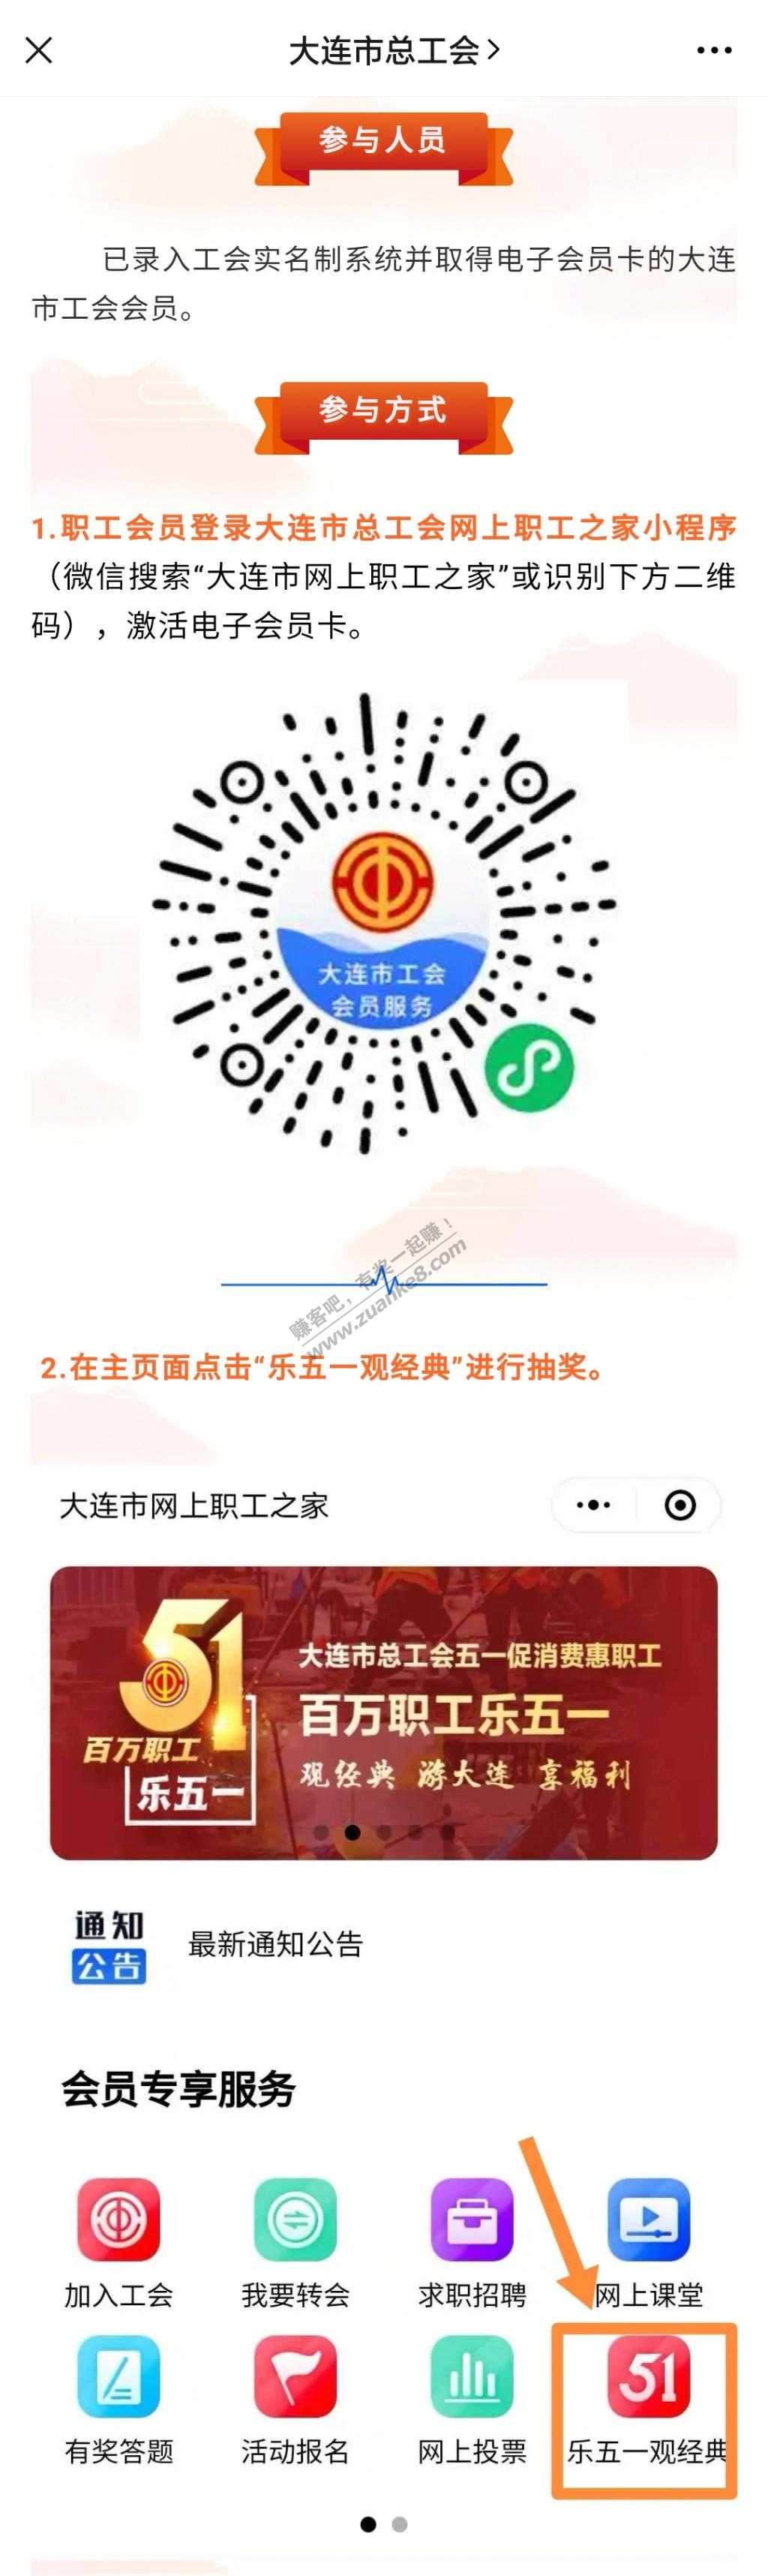 大连市总工会
参与人员
已录入工会实名制系统并取得电子会员卡的大连
市工会会员。
参与方式
1.职工会员登录大连市总工会网上职工之家小程序
（微信搜索“大连市网上职工之家”或识别下方二维
码），激活电子会员卡。
大连市工会
会员服务
赚客吧，有奖一起赚！
www.zuanke8.com
2.在主页面点击“乐五一观经典”进行抽奖。
大连市网上职工之家
51
百万职工
乐五一
大连市总工会五一促消费惠职工
百万职工乐五一
观经典 游大连 享福利
通知
公告
最新通知公告
会员专享服务
加入工会
我要转会
求职招聘
网上课堂
51
有奖答题
活动报名
网上投票
乐五一观经典